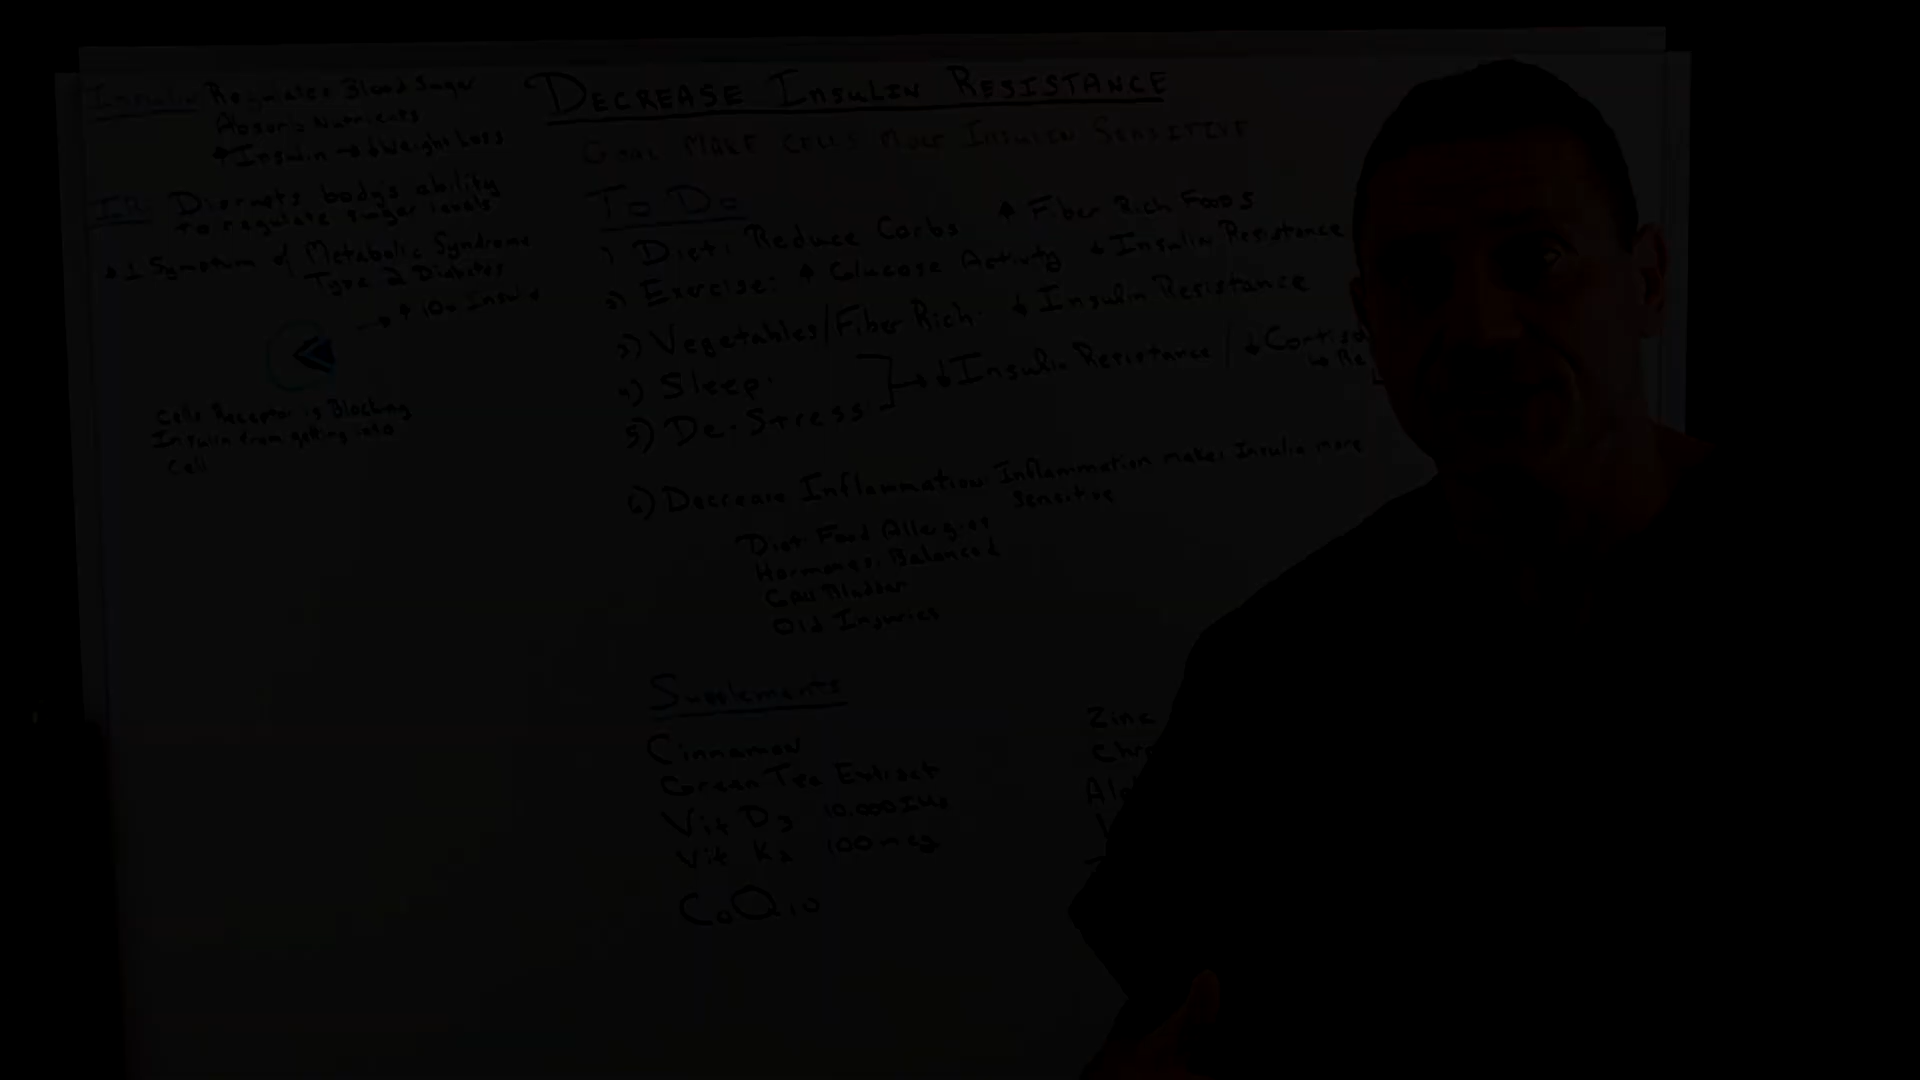 Insulin: Regulates Blood Sugar
Absorb Nutrients
↑Insulin → ↓Weight Loss
IR: Disrupts body's ability
to regulate sugar levels
→ 1 Symptom of Metabolic Syndrome
Type 2 Diabetes
→ ↑ 10x Insulin
Cells Receptor is Blocking
Insulin from getting into
Cell
DECREASE INSULIN RESISTANCE
GOAL MAKE CELLS MORE INSULIN SENSITIVE
To Do
1) Diet: Reduce Carbs ↑ Fiber Rich Foods
2) Exercise: ↑ Glucose Activity ↓ Insulin Resistance
3) Vegetables/Fiber Rich: ↓ Insulin Resistance
4) Sleep:
5) De-Stress → ↓ Insulin Resistance / ↓ Cortiso
↳ Re
6) Decrease Inflammation: Inflammation makes Insulin more
Sensitive
Diet: Food Allergies
Hormones: Balanced
Gall Bladder
Old Injuries
Supplements
Cinnamon
Green Tea Extract
Vit D3 10,000 IUs
Vit K2 100 mcg
CoQ10
Zinc
Chr
Al